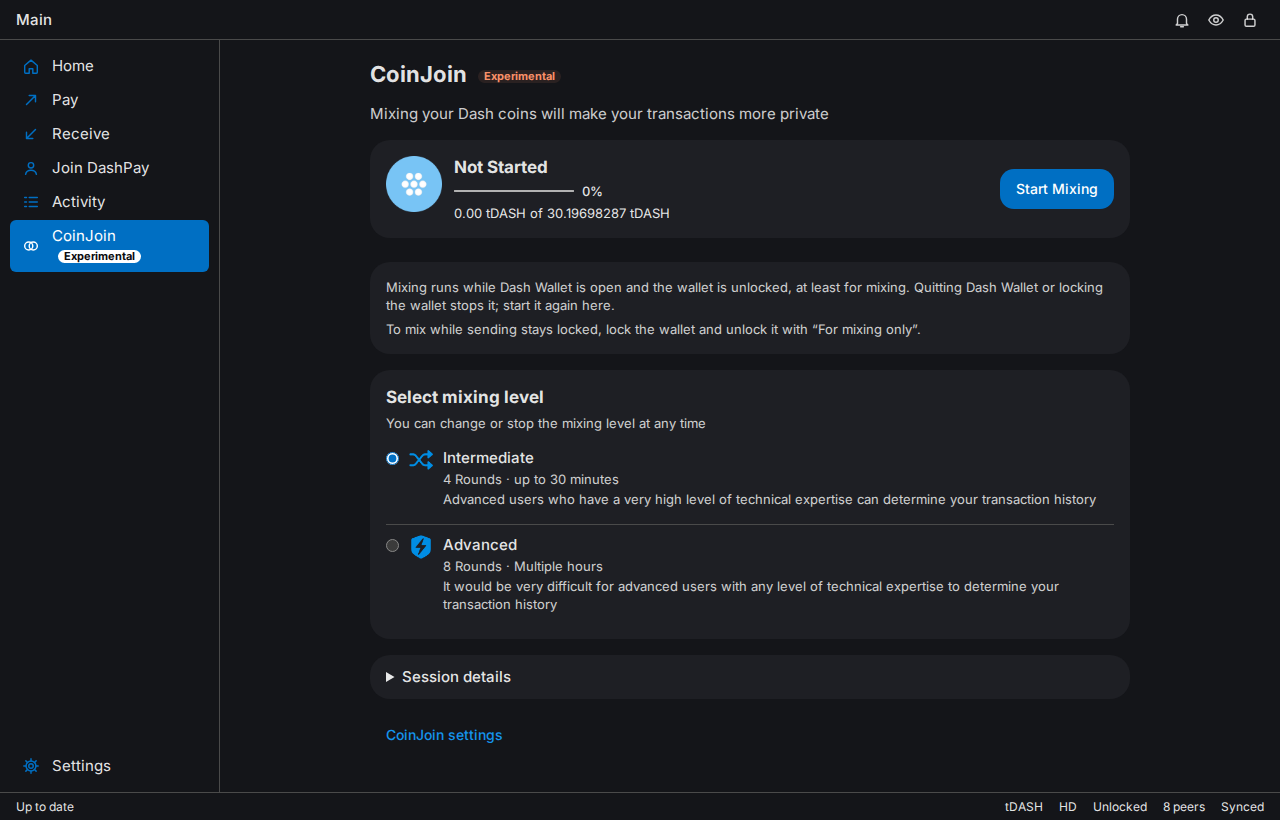 Main
Home
Pay
Receive
Join DashPay
Activity
CoinJoin
Experimental
Settings
CoinJoin Experimental
Mixing your Dash coins will make your transactions more private
Not Started
0%
0.00 tDASH of 30.19698287 tDASH
Start Mixing
Mixing runs while Dash Wallet is open and the wallet is unlocked, at least for mixing. Quitting Dash Wallet or locking
the wallet stops it; start it again here.
To mix while sending stays locked, lock the wallet and unlock it with “For mixing only”.
Select mixing level
You can change or stop the mixing level at any time
Intermediate
4 Rounds · up to 30 minutes
Advanced users who have a very high level of technical expertise can determine your transaction history
Advanced
8 Rounds · Multiple hours
It would be very difficult for advanced users with any level of technical expertise to determine your
transaction history
Session details
CoinJoin settings
Up to date
tDASH HD Unlocked 8 peers Synced